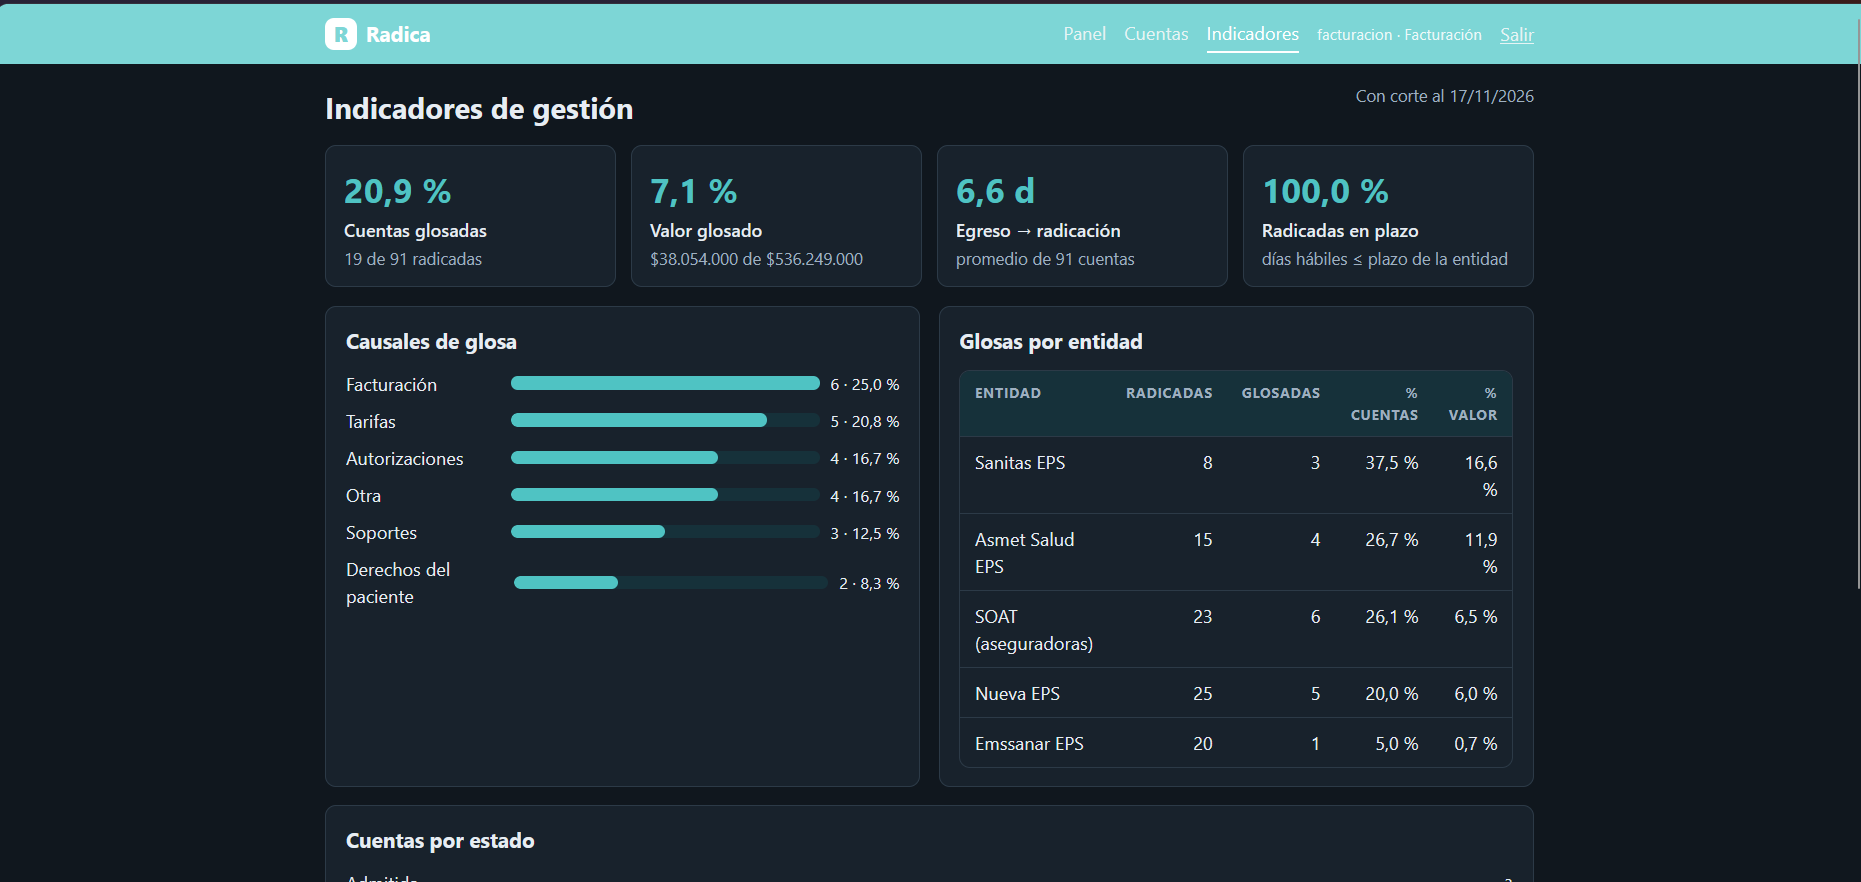 R Radica
Panel Cuentas Indicadores facturacion · Facturación Salir
Indicadores de gestión
Con corte al 17/11/2026
20,9 %
Cuentas glosadas
19 de 91 radicadas
7,1 %
Valor glosado
$38.054.000 de $536.249.000
6,6 d
Egreso → radicación
promedio de 91 cuentas
100,0 %
Radicadas en plazo
días hábiles ≤ plazo de la entidad
Causales de glosa
Facturación 6 · 25,0 %
Tarifas 5 · 20,8 %
Autorizaciones 4 · 16,7 %
Otra 4 · 16,7 %
Soportes 3 · 12,5 %
Derechos del
paciente 2 · 8,3 %
Glosas por entidad
ENTIDAD RADICADAS GLOSADAS %
CUENTAS %
VALOR
Sanitas EPS 8 3 37,5 % 16,6
%
Asmet Salud
EPS 15 4 26,7 % 11,9
%
SOAT
(aseguradoras) 23 6 26,1 % 6,5 %
Nueva EPS 25 5 20,0 % 6,0 %
Emssanar EPS 20 1 5,0 % 0,7 %
Cuentas por estado